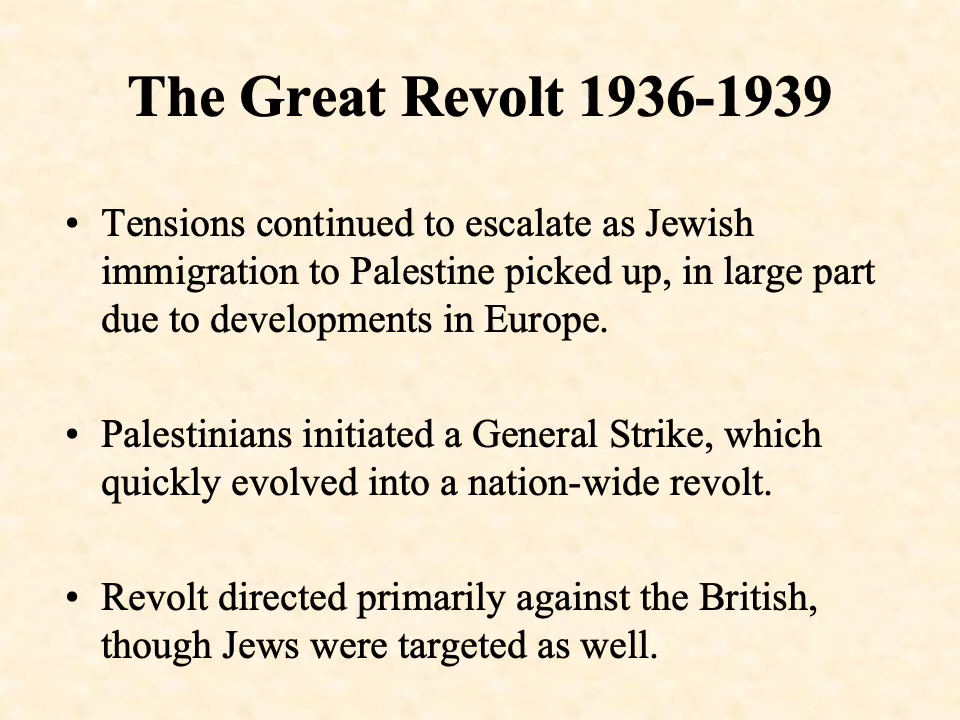 The Great Revolt 1936-1939
• Tensions continued to escalate as Jewish
immigration to Palestine picked up, in large part
due to developments in Europe.
• Palestinians initiated a General Strike, which
quickly evolved into a nation-wide revolt.
• Revolt directed primarily against the British,
though Jews were targeted as well.